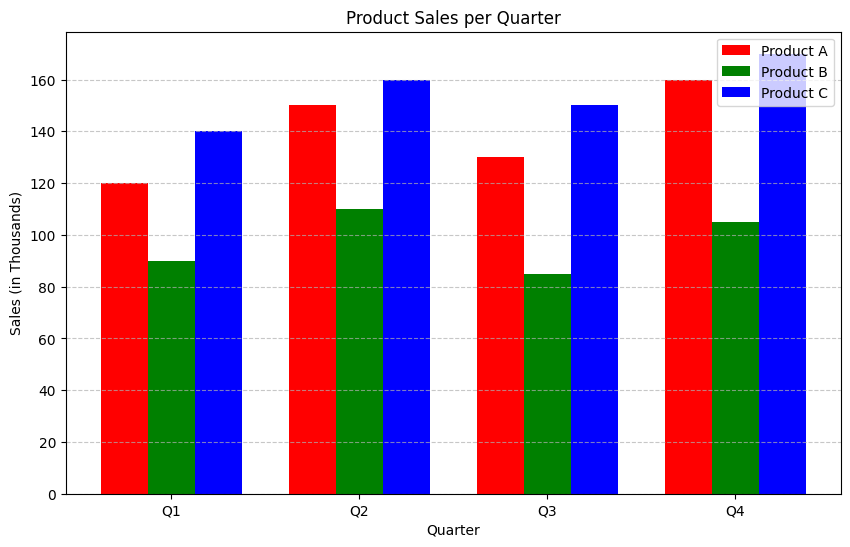 Product Sales per Quarter
Product A
Product B
Product C
Sales (in Thousands)
160
140
120
100
80
60
40
20
0
Q1 Q2 Q3 Q4
Quarter